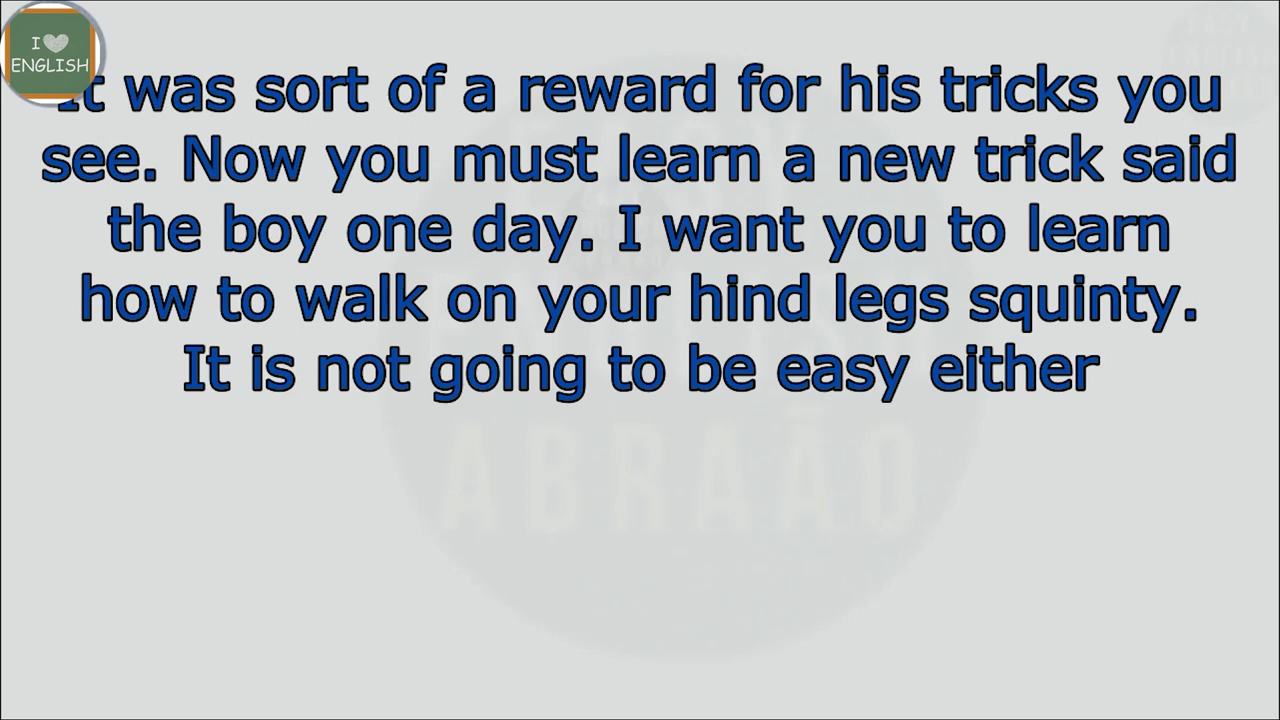 I
ENGLISH
It was sort of a reward for his tricks you
see. Now you must learn a new trick said
the boy one day. I want you to learn
how to walk on your hind legs squinty.
It is not going to be easy either
ABRAÃO